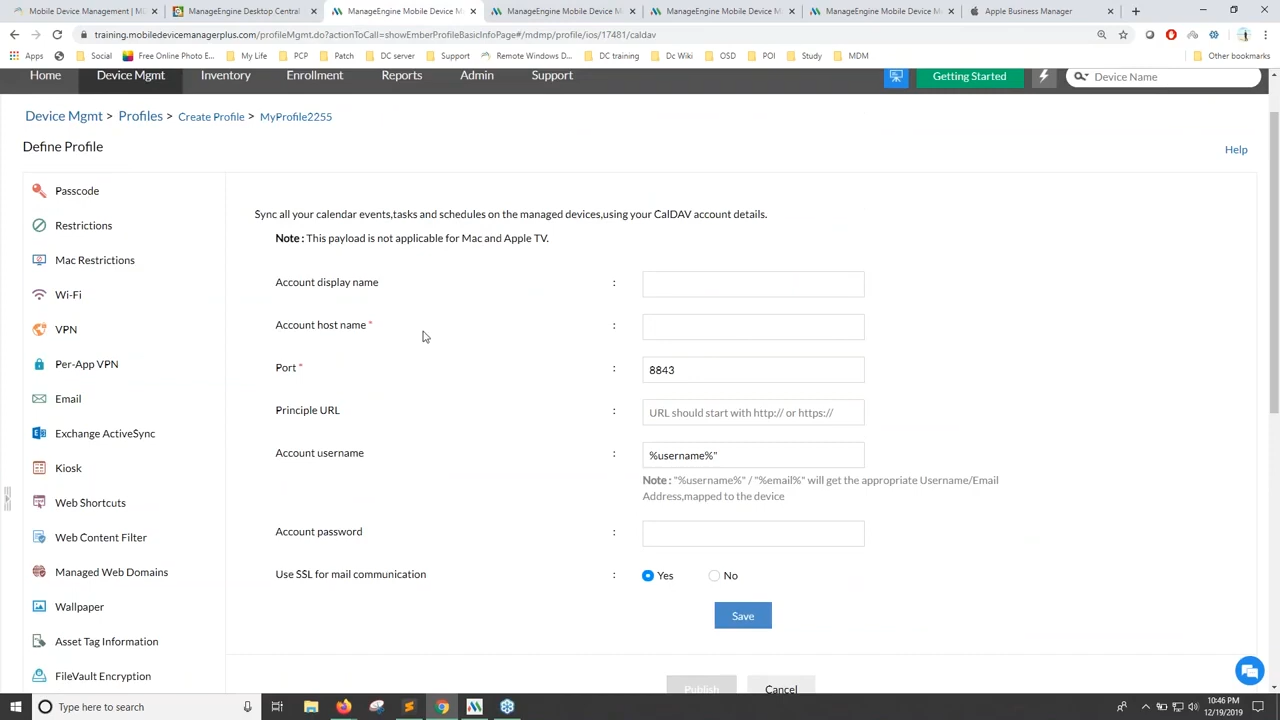 Mobile Device Management | M
ManageEngine Desktop Central
ManageEngine Mobile Device M
ManageEngine Mobile Device M
ManageEngine Mobile Device M
ManageEngine Mobile Device M
Apple Business Manager
training.mobiledevicemanagerplus.com/profileMgmt.do?actionToCall=showEmberProfileBasicInfoPage#/mdmp/profile/ios/17481/caldav
Apps Social Free Online Photo E... My Life PCP Patch DC server Support Remote Windows D... DC training Dc Wiki OSD POI Study MDM Other bookmarks
Home Device Mgmt Inventory Enrollment Reports Admin Support Getting Started Device Name
Device Mgmt > Profiles > Create Profile > MyProfile2255
Define Profile
Help
Passcode
Restrictions
Mac Restrictions
Wi-Fi
VPN
Per-App VPN
Email
Exchange ActiveSync
Kiosk
Web Shortcuts
Web Content Filter
Managed Web Domains
Wallpaper
Asset Tag Information
FileVault Encryption
Sync all your calendar events,tasks and schedules on the managed devices,using your CalDAV account details.
Note : This payload is not applicable for Mac and Apple TV.
Account display name :
Account host name * :
Port * : 8843
Principle URL : URL should start with http:// or https://
Account username : %username%"
Note : "%username%" / "%email%" will get the appropriate Username/Email
Address,mapped to the device
Account password :
Use SSL for mail communication : Yes No
Save
Publish Cancel
Type here to search
10:46 PM
12/19/2019